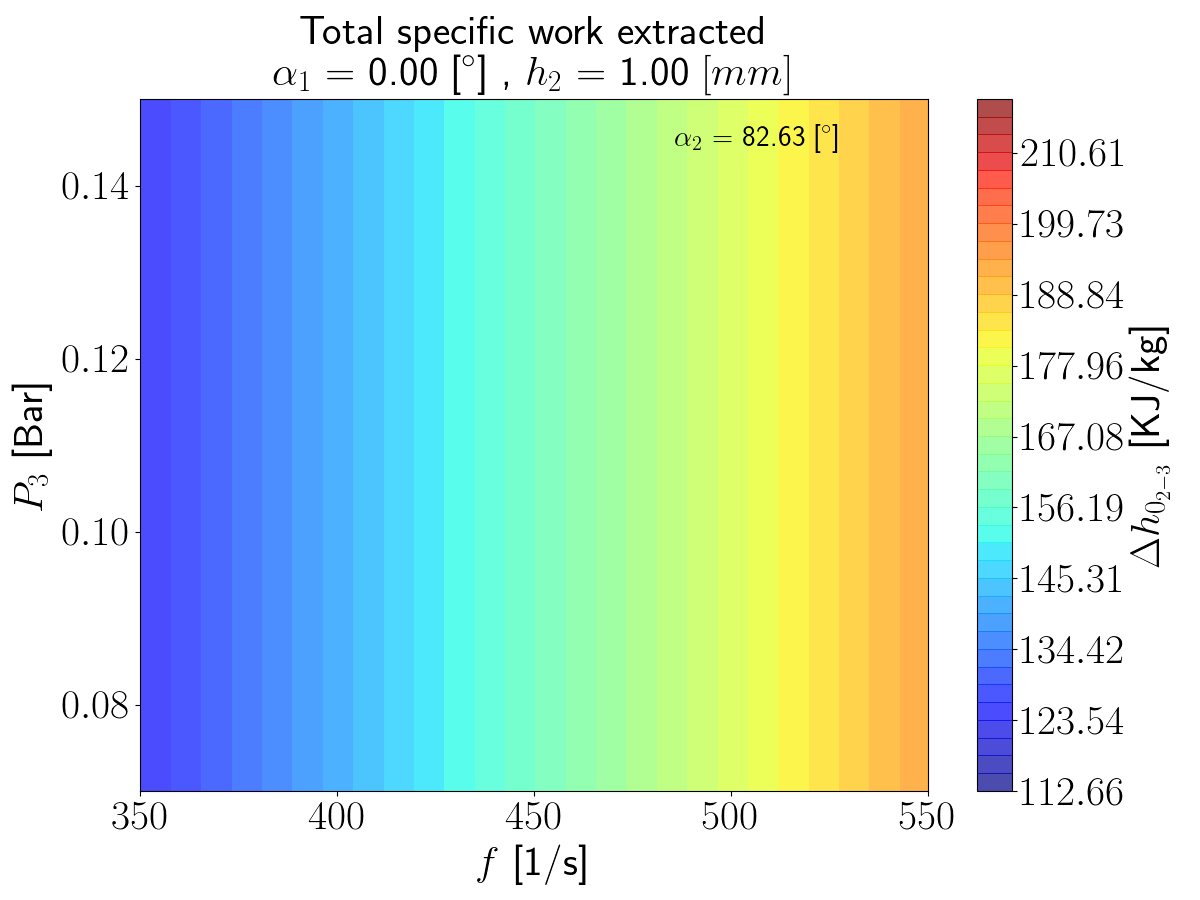 Total specific work extracted
α₁ = 0.00 [°] , h₂ = 1.00 [mm]
α₂ = 82.63 [°]
P₃ [Bar]
0.14
0.12
0.10
0.08
350 400 450 500 550
f [1/s]
210.61
199.73
188.84
177.96
167.08
156.19
145.31
134.42
123.54
112.66
Δh₀₂₋₃ [KJ/kg]